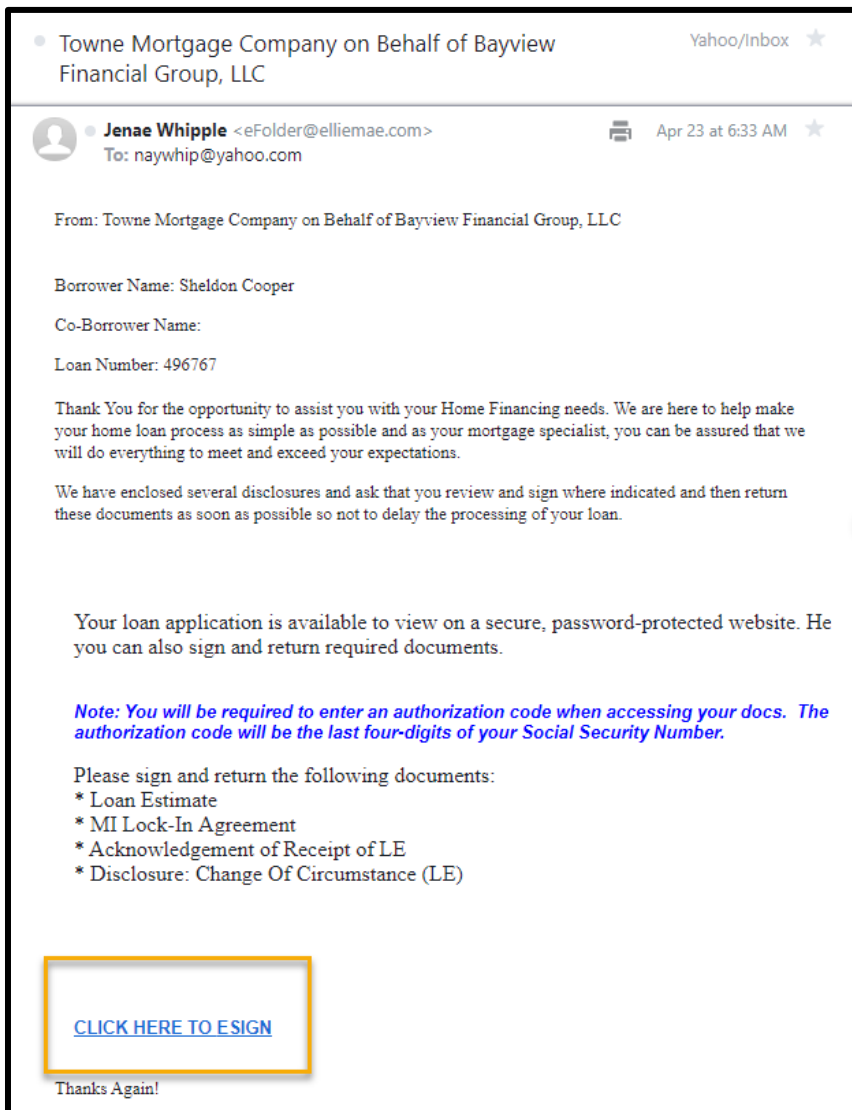 Towne Mortgage Company on Behalf of Bayview
Financial Group, LLC
Yahoo/Inbox
Jenae Whipple <eFolder@elliemae.com>
Apr 23 at 6:33 AM
To: naywhip@yahoo.com
From: Towne Mortgage Company on Behalf of Bayview Financial Group, LLC
Borrower Name: Sheldon Cooper
Co-Borrower Name:
Loan Number: 496767
Thank You for the opportunity to assist you with your Home Financing needs. We are here to help make
your home loan process as simple as possible and as your mortgage specialist, you can be assured that we
will do everything to meet and exceed your expectations.
We have enclosed several disclosures and ask that you review and sign where indicated and then return
these documents as soon as possible so not to delay the processing of your loan.
Your loan application is available to view on a secure, password-protected website. He
you can also sign and return required documents.
Note: You will be required to enter an authorization code when accessing your docs. The
authorization code will be the last four-digits of your Social Security Number.
Please sign and return the following documents:
* Loan Estimate
* MI Lock-In Agreement
* Acknowledgement of Receipt of LE
* Disclosure: Change Of Circumstance (LE)
CLICK HERE TO ESIGN
Thanks Again!